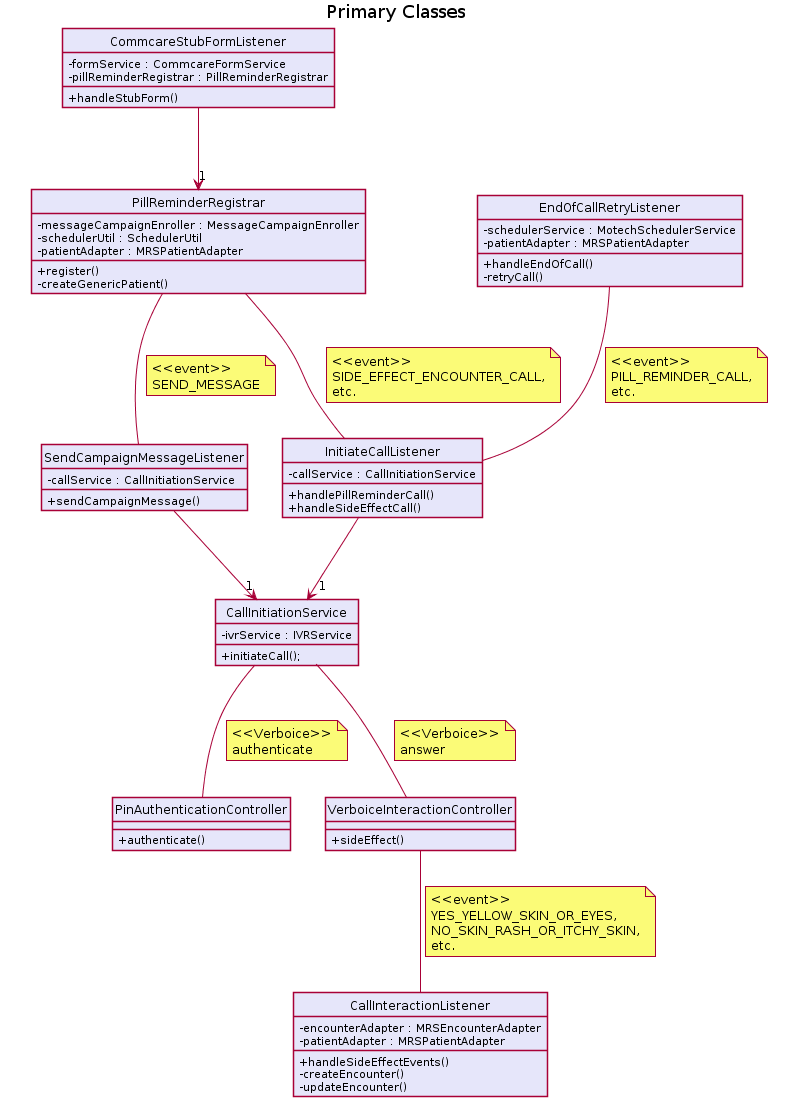 Primary Classes
CommcareStubFormListener
-formService : CommcareFormService
-pillReminderRegistrar : PillReminderRegistrar
+handleStubForm()
1
PillReminderRegistrar
-messageCampaignEnroller : MessageCampaignEnroller
-schedulerUtil : SchedulerUtil
-patientAdapter : MRSPatientAdapter
+register()
-createGenericPatient()
EndOfCallRetryListener
-schedulerService : MotechSchedulerService
-patientAdapter : MRSPatientAdapter
+handleEndOfCall()
-retryCall()
<<event>>
SEND_MESSAGE
<<event>>
SIDE_EFFECT_ENCOUNTER_CALL,
etc.
<<event>>
PILL_REMINDER_CALL,
etc.
SendCampaignMessageListener
-callService : CallInitiationService
+sendCampaignMessage()
InitiateCallListener
-callService : CallInitiationService
+handlePillReminderCall()
+handleSideEffectCall()
1
1
CallInitiationService
-ivrService : IVRService
+initiateCall();
<<Verboice>>
authenticate
<<Verboice>>
answer
PinAuthenticationController
+authenticate()
VerboiceInteractionController
+sideEffect()
<<event>>
YES_YELLOW_SKIN_OR_EYES,
NO_SKIN_RASH_OR_ITCHY_SKIN,
etc.
CallInteractionListener
-encounterAdapter : MRSEncounterAdapter
-patientAdapter : MRSPatientAdapter
+handleSideEffectEvents()
-createEncounter()
-updateEncounter()